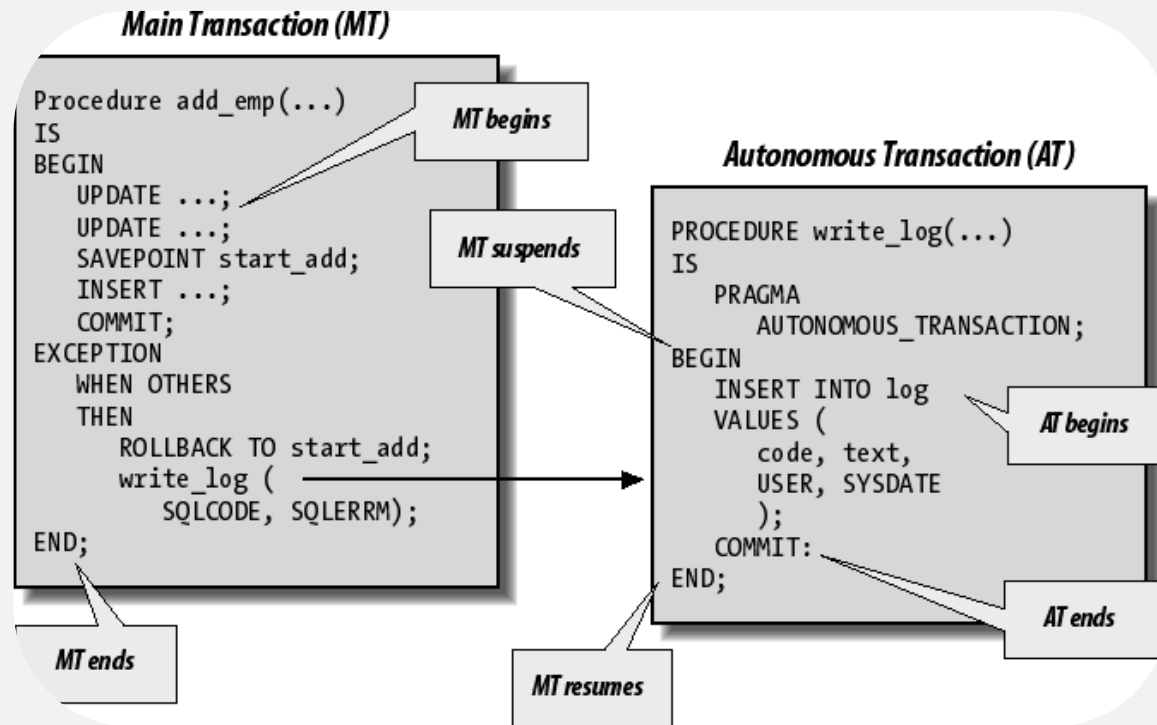 Main Transaction (MT)
Procedure add_emp(...)
IS
BEGIN
UPDATE ...;
UPDATE ...;
SAVEPOINT start_add;
INSERT ...;
COMMIT;
EXCEPTION
WHEN OTHERS
THEN
ROLLBACK TO start_add;
write_log (
SQLCODE, SQLERRM);
END;
MT begins
MT suspends
MT ends
Autonomous Transaction (AT)
PROCEDURE write_log(...)
IS
PRAGMA
AUTONOMOUS_TRANSACTION;
BEGIN
INSERT INTO log
VALUES (
code, text,
USER, SYSDATE
);
COMMIT:
END;
AT begins
AT ends
MT resumes